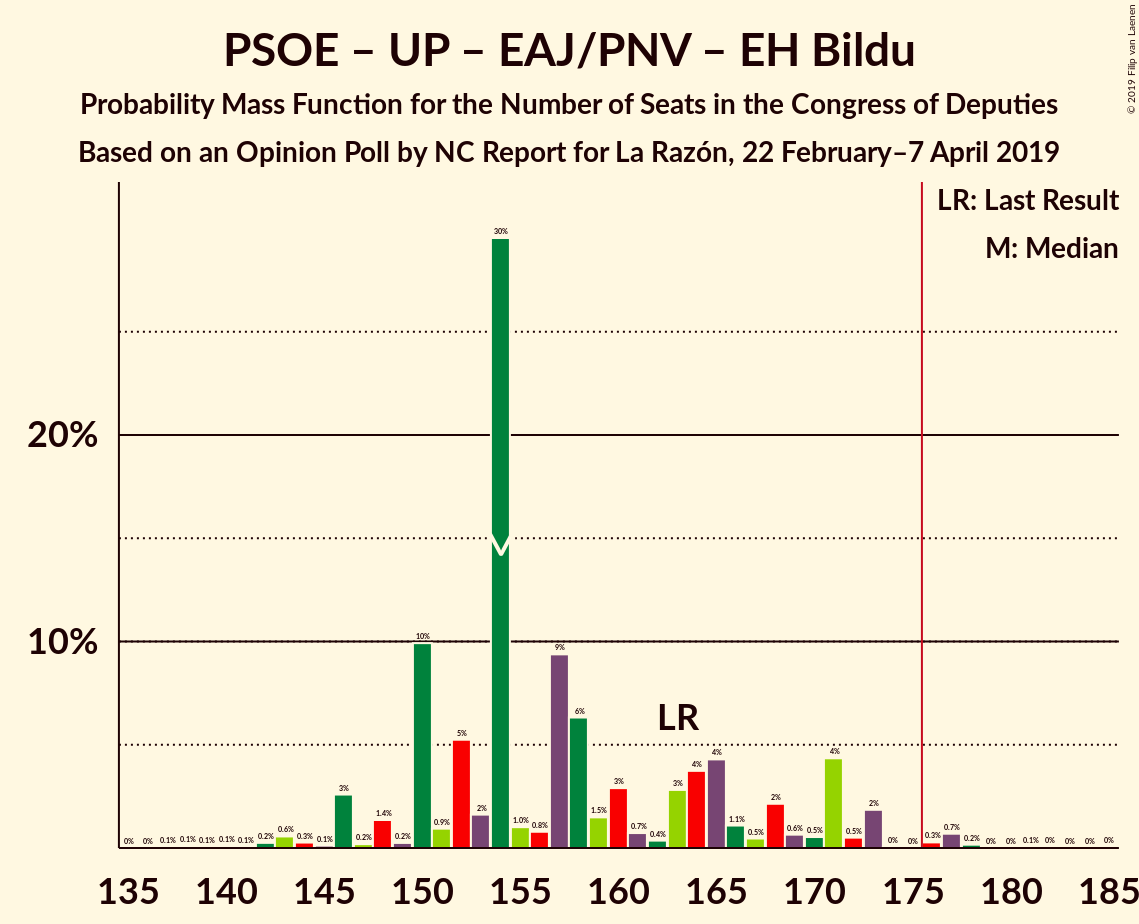 PSOE – UP – EAJ/PNV – EH Bildu
Probability Mass Function for the Number of Seats in the Congress of Deputies
Based on an Opinion Poll by NC Report for La Razón, 22 February–7 April 2019
© 2019 Filip van Laenen
LR: Last Result
M: Median
20%
10%
LR
0% 0% 0.1% 0.1% 0.1% 0.1% 0.1% 0.2% 0.6% 0.3% 0.1% 3% 0.2% 1.4% 0.2% 10% 0.9% 5% 2% 30% 1.0% 0.8% 9% 6% 1.5% 3% 0.7% 0.4% 3% 4% 4% 1.1% 0.5% 2% 0.6% 0.5% 4% 0.5% 2% 0% 0% 0.3% 0.7% 0.2% 0% 0% 0.1% 0% 0% 0% 0%
135 140 145 150 155 160 165 170 175 180 185